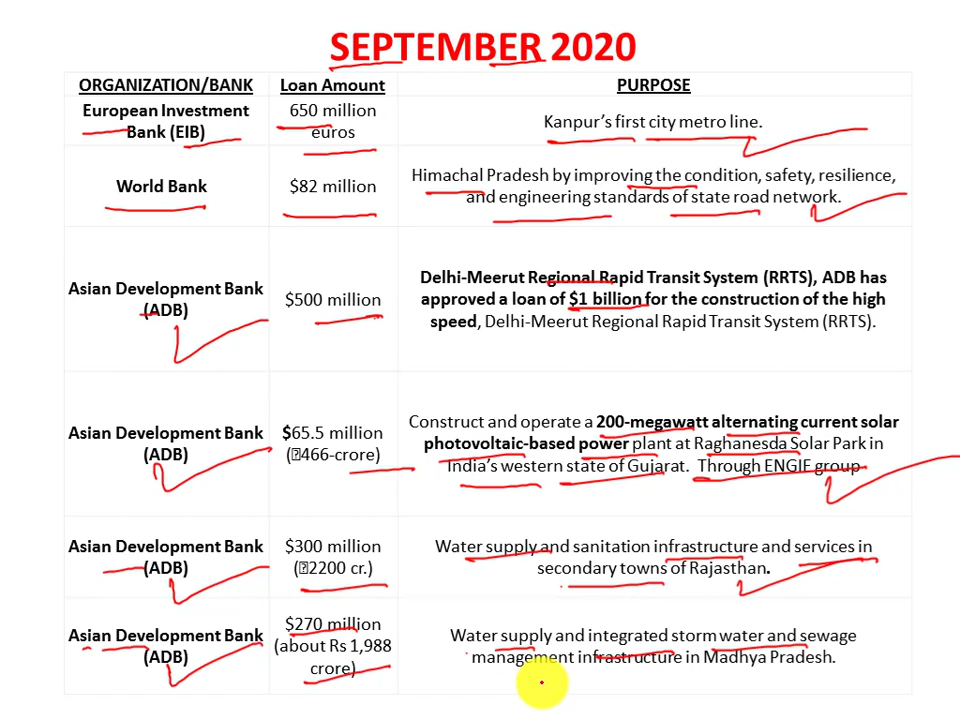 SEPTEMBER 2020
ORGANIZATION/BANK Loan Amount PURPOSE
European Investment
Bank (EIB)
650 million
euros
Kanpur's first city metro line.
World Bank
$82 million
Himachal Pradesh by improving the condition, safety, resilience,
and engineering standards of state road network.
Asian Development Bank
(ADB)
$500 million
Delhi-Meerut Regional Rapid Transit System (RRTS), ADB has
approved a loan of $1 billion for the construction of the high
speed, Delhi-Meerut Regional Rapid Transit System (RRTS).
Asian Development Bank
(ADB)
$65.5 million
(466-crore)
Construct and operate a 200-megawatt alternating current solar
photovoltaic-based power plant at Raghanesda Solar Park in
India's western state of Gujarat. Through ENGIE group
Asian Development Bank
(ADB)
$300 million
(2200 cr.)
Water supply and sanitation infrastructure and services in
secondary towns of Rajasthan.
Asian Development Bank
(ADB)
$270 million
(about Rs 1,988
crore)
Water supply and integrated storm water and sewage
management infrastructure in Madhya Pradesh.